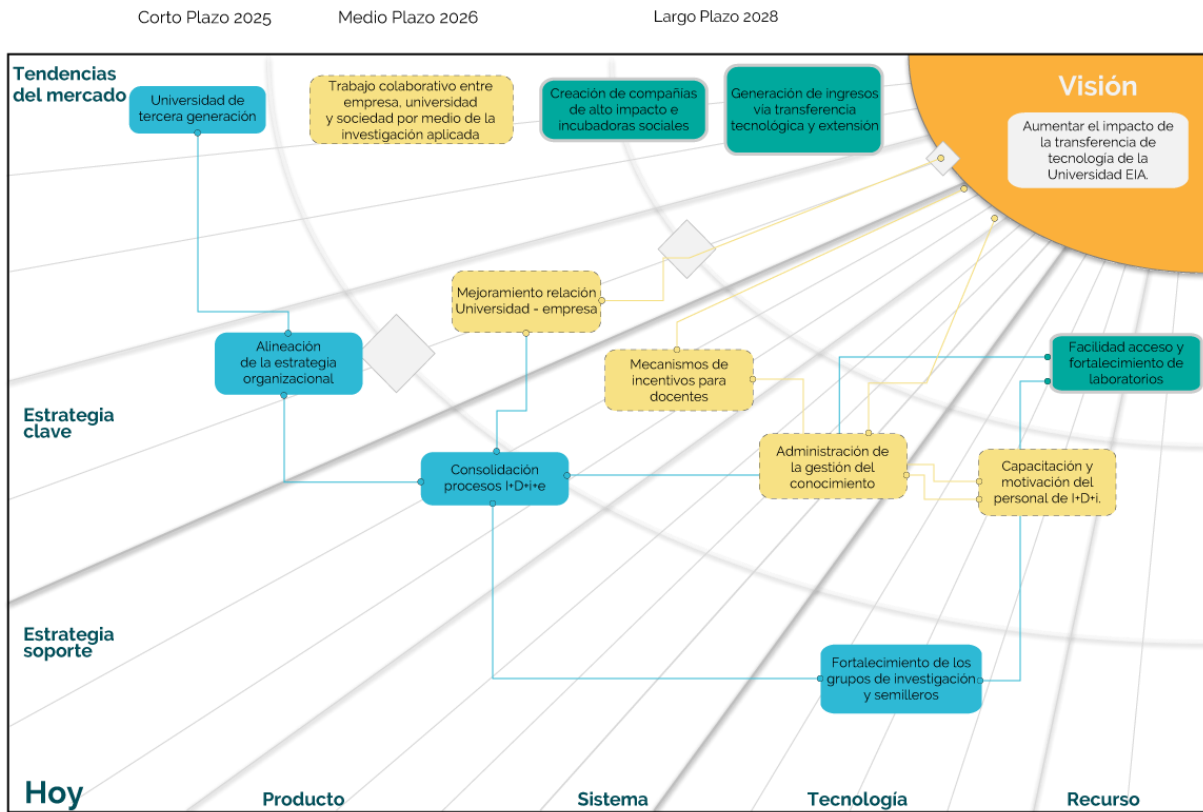 Corto Plazo 2025
Medio Plazo 2026
Largo Plazo 2028
Tendencias
del mercado
Universidad de
tercera generación
Trabajo colaborativo entre
empresa, universidad
y sociedad por medio de la
investigación aplicada
Creación de compañías
de alto impacto e
incubadoras sociales
Generación de ingresos
vía transferencia
tecnológica y extensión
Visión
Aumentar el impacto de
la transferencia de
tecnología de la
Universidad EIA.
Mejoramiento relación
Universidad - empresa
Alineación
de la estrategia
organizacional
Mecanismos de
incentivos para
docentes
Facilidad acceso y
fortalecimiento de
laboratorios
Estrategia
clave
Consolidación
procesos I+D+i+e
Administración de
la gestión del
conocimiento
Capacitación y
motivación del
personal de I+D+i.
Estrategia
soporte
Fortalecimiento de los
grupos de investigación
y semilleros
Hoy
Producto
Sistema
Tecnología
Recurso